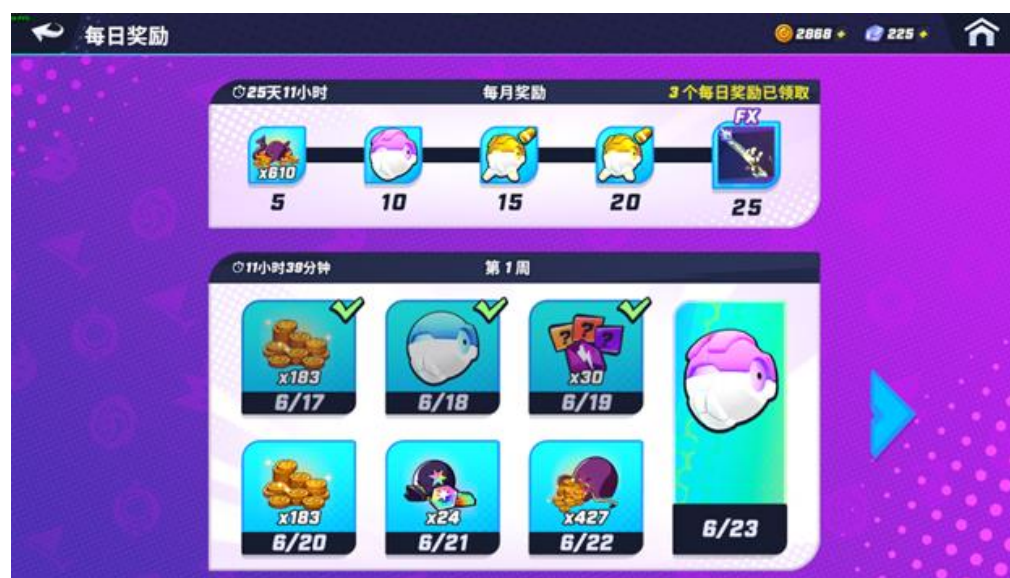 每日奖励
2868 +
225 +
25天11小时
每月奖励
3个每日奖励已领取
FX
x610
5
10
15
20
25
11小时39分钟
第1周
x183
6/17
6/18
x30
6/19
x183
6/20
x24
6/21
x427
6/22
6/23